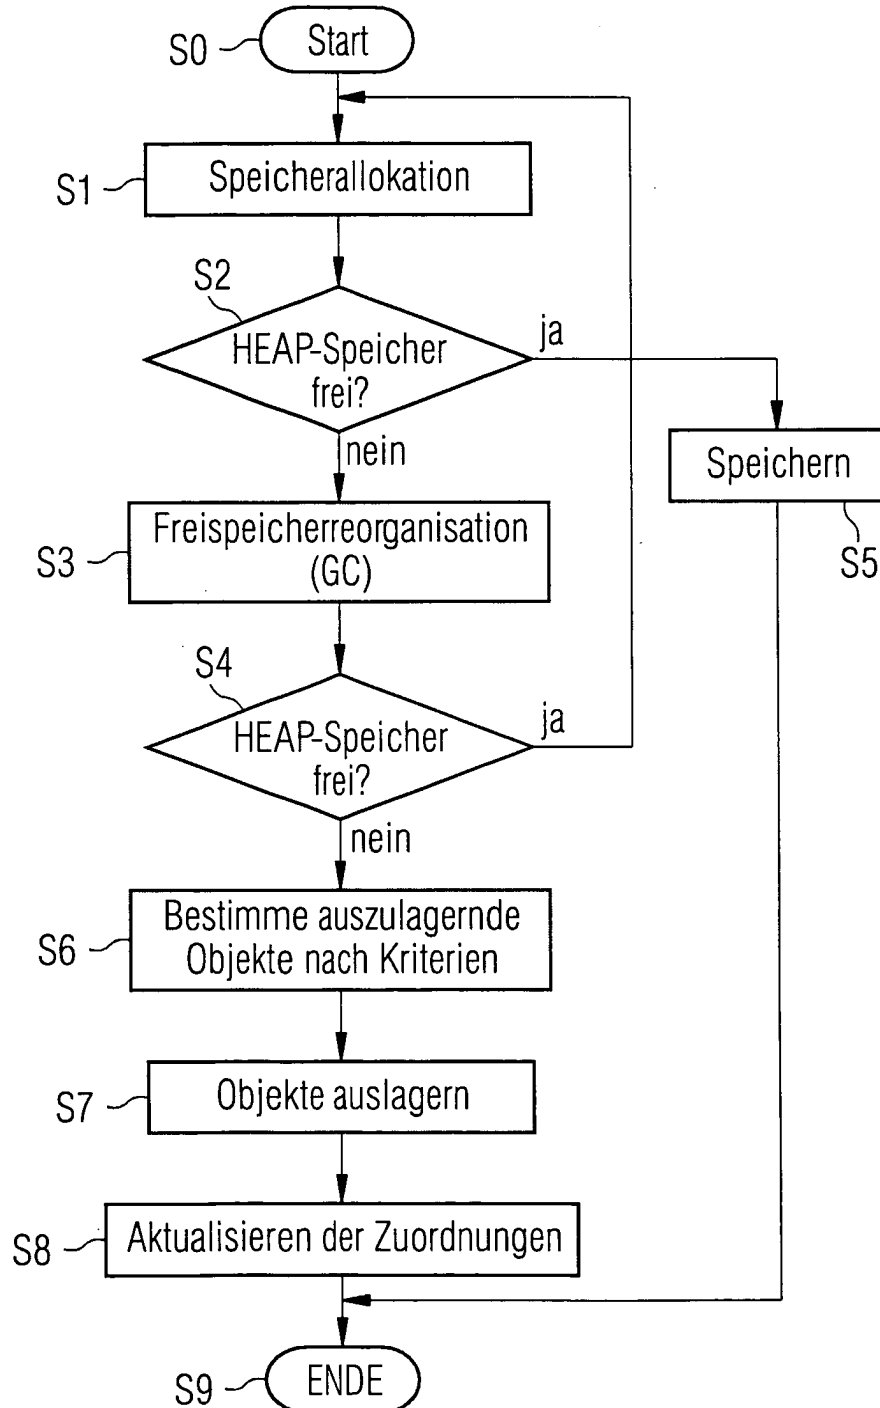 S0
Start
S1
Speicherallokation
S2
HEAP-Speicher
frei?
ja
nein
Speichern
S5
S3
Freispeicherreorganisation
(GC)
S4
HEAP-Speicher
frei?
ja
nein
S6
Bestimme auszulagernde
Objekte nach Kriterien
S7
Objekte auslagern
S8
Aktualisieren der Zuordnungen
S9
ENDE